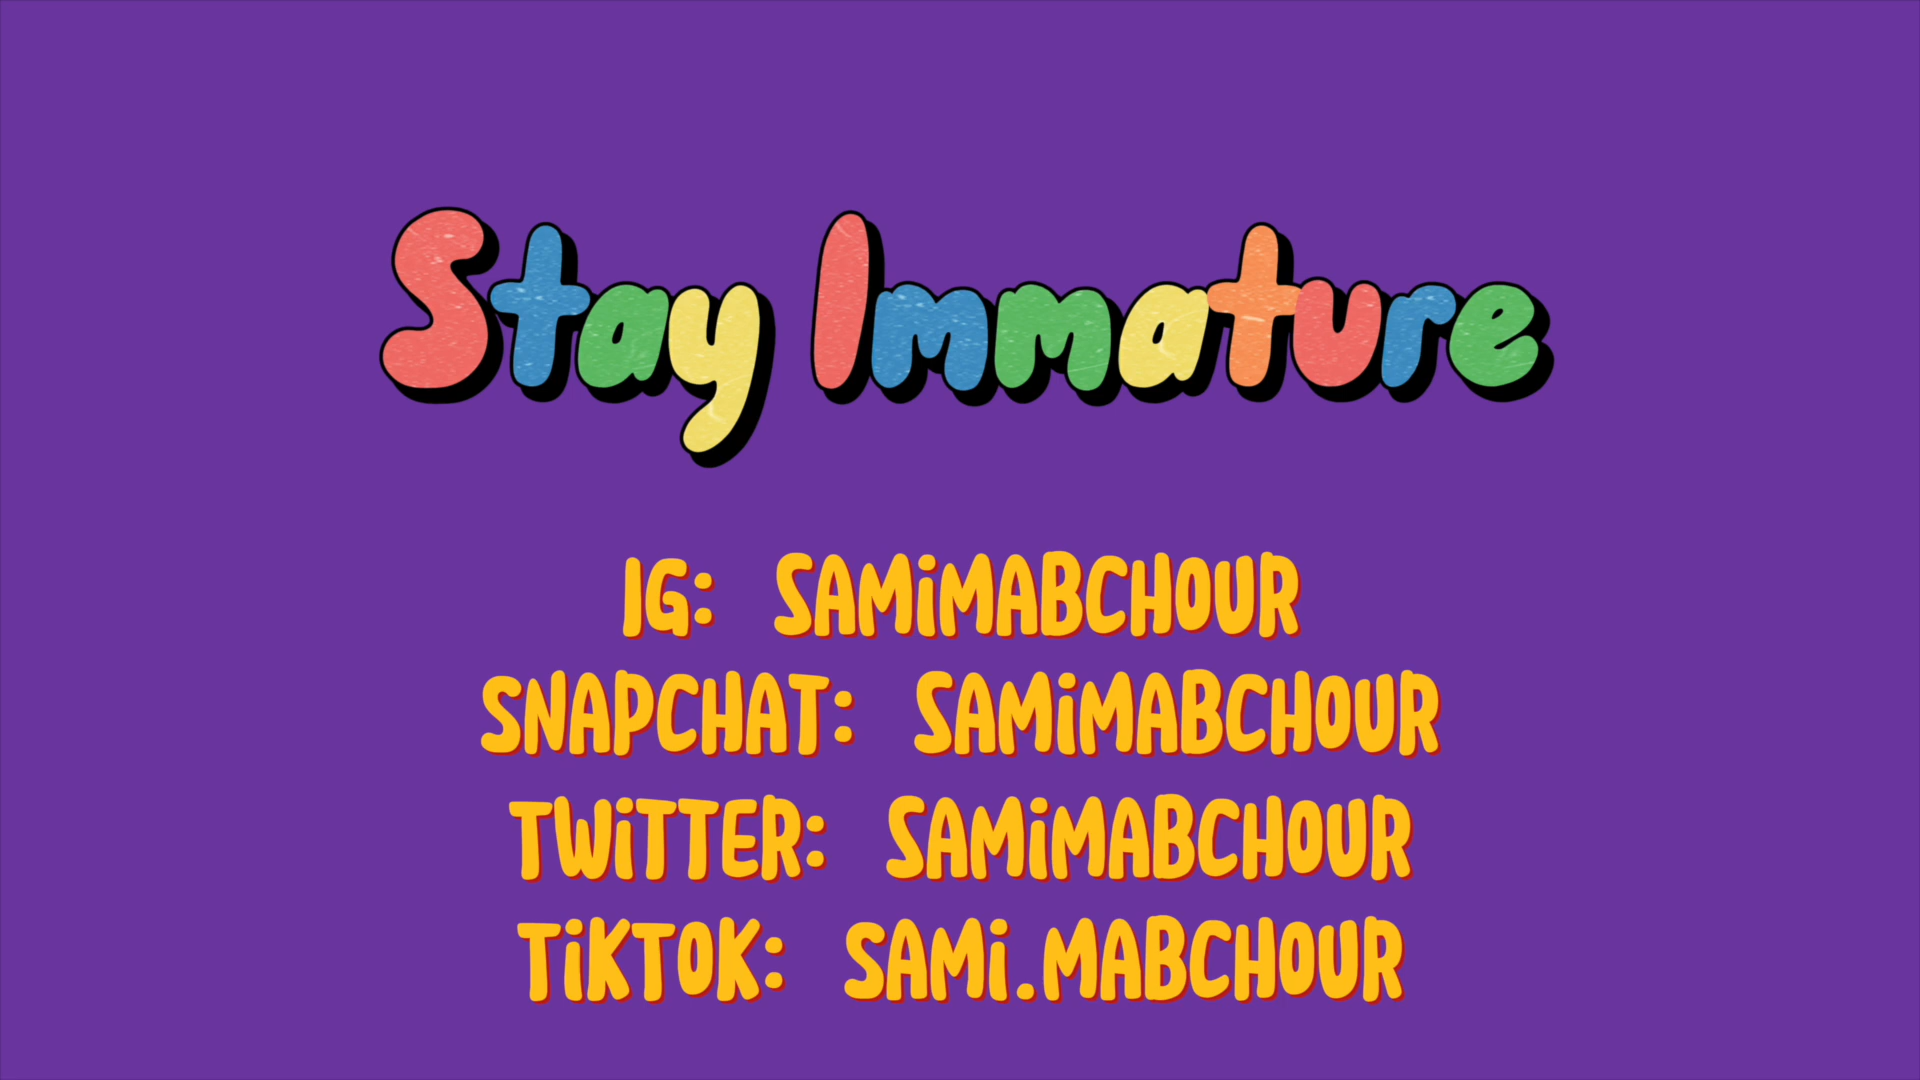 Stay Immature
IG: SAMiMABCHOUR
SNAPCHAT: SAMiMABCHOUR
TWiTTER: SAMiMABCHOUR
TiKTOK: SAMi.MABCHOUR